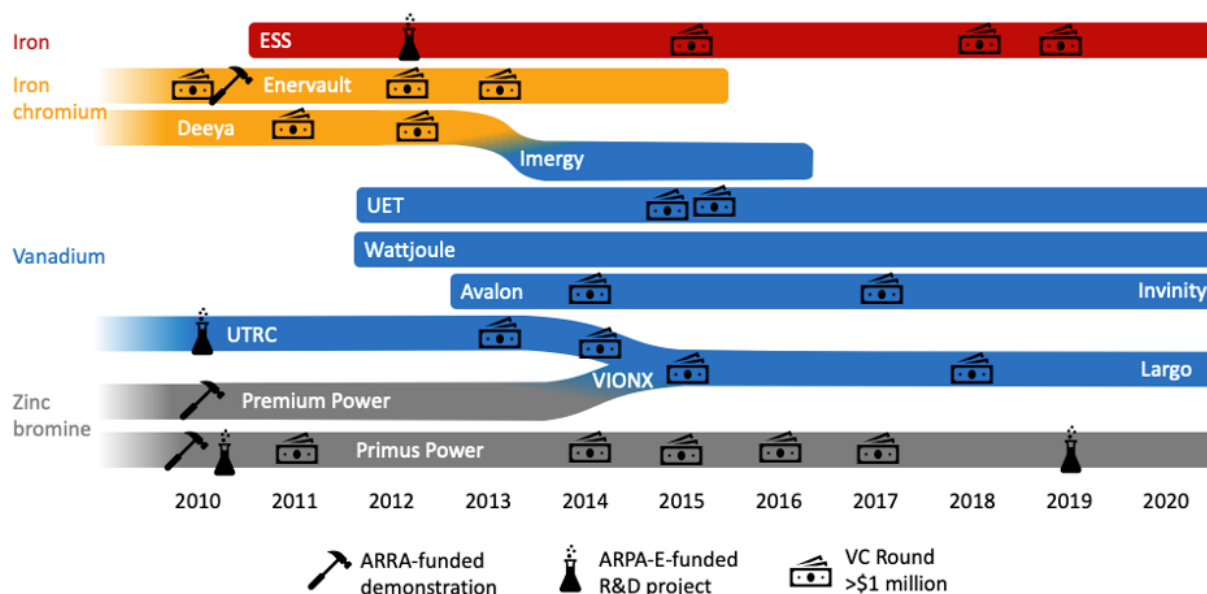 Iron
ESS
Iron
chromium
Enervault
Deeya
Imergy
UET
Vanadium
Wattjoule
Avalon
Invinity
UTRC
VIONX
Largo
Zinc
bromine
Premium Power
Primus Power
2010 2011 2012 2013 2014 2015 2016 2017 2018 2019 2020
ARRA-funded
demonstration
ARPA-E-funded
R&D project
VC Round
>$1 million